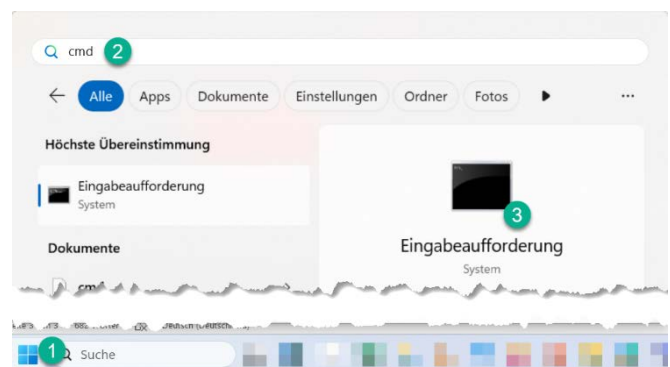 cmd 2
Alle Apps Dokumente Einstellungen Ordner Fotos
Höchste Übereinstimmung
Eingabeaufforderung
System
3
Eingabeaufforderung
System
Dokumente
1 Suche